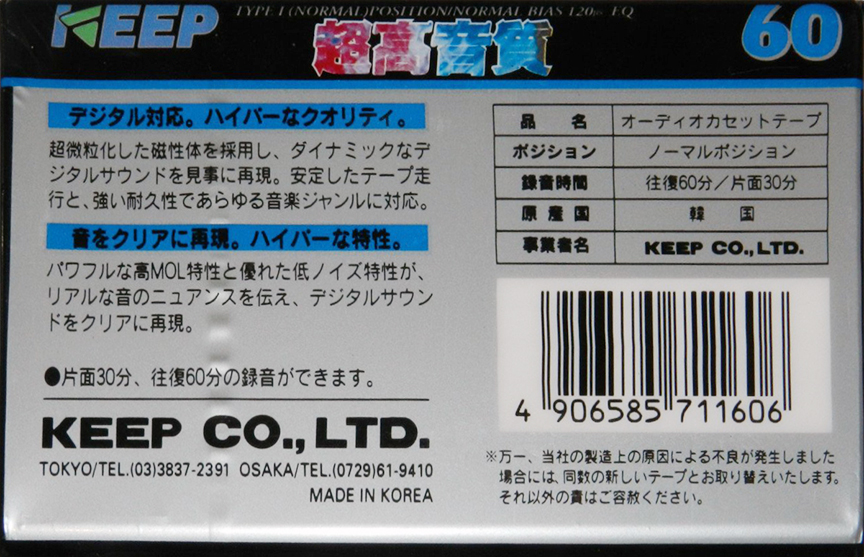 KEEP
TYPE I (NORMAL) POSITION/NORMAL BIAS 120μs EQ
超高音質
60
デジタル対応。ハイパーなクオリティ。
超微粒化した磁性体を採用し、ダイナミックなデ
ジタルサウンドを見事に再現。安定したテープ走
行と、強い耐久性であらゆる音楽ジャンルに対応。
音をクリアに再現。ハイパーな特性。
パワフルな高MOL特性と優れた低ノイズ特性が、
リアルな音のニュアンスを伝え、デジタルサウン
ドをクリアに再現。
●片面30分、往復60分の録音ができます。
KEEP CO., LTD.
TOKYO/TEL.(03)3837-2391 OSAKA/TEL.(0729)61-9410
MADE IN KOREA
品名 オーディオカセットテープ
ポジション ノーマルポジション
録音時間 往復60分／片面30分
原産国 韓国
事業者名 KEEP CO., LTD.
4 906585 711606
※万一、当社の製造上の原因による不良が発生しました
場合には、同数の新しいテープとお取り替えいたします。
それ以外の責はご容赦ください。